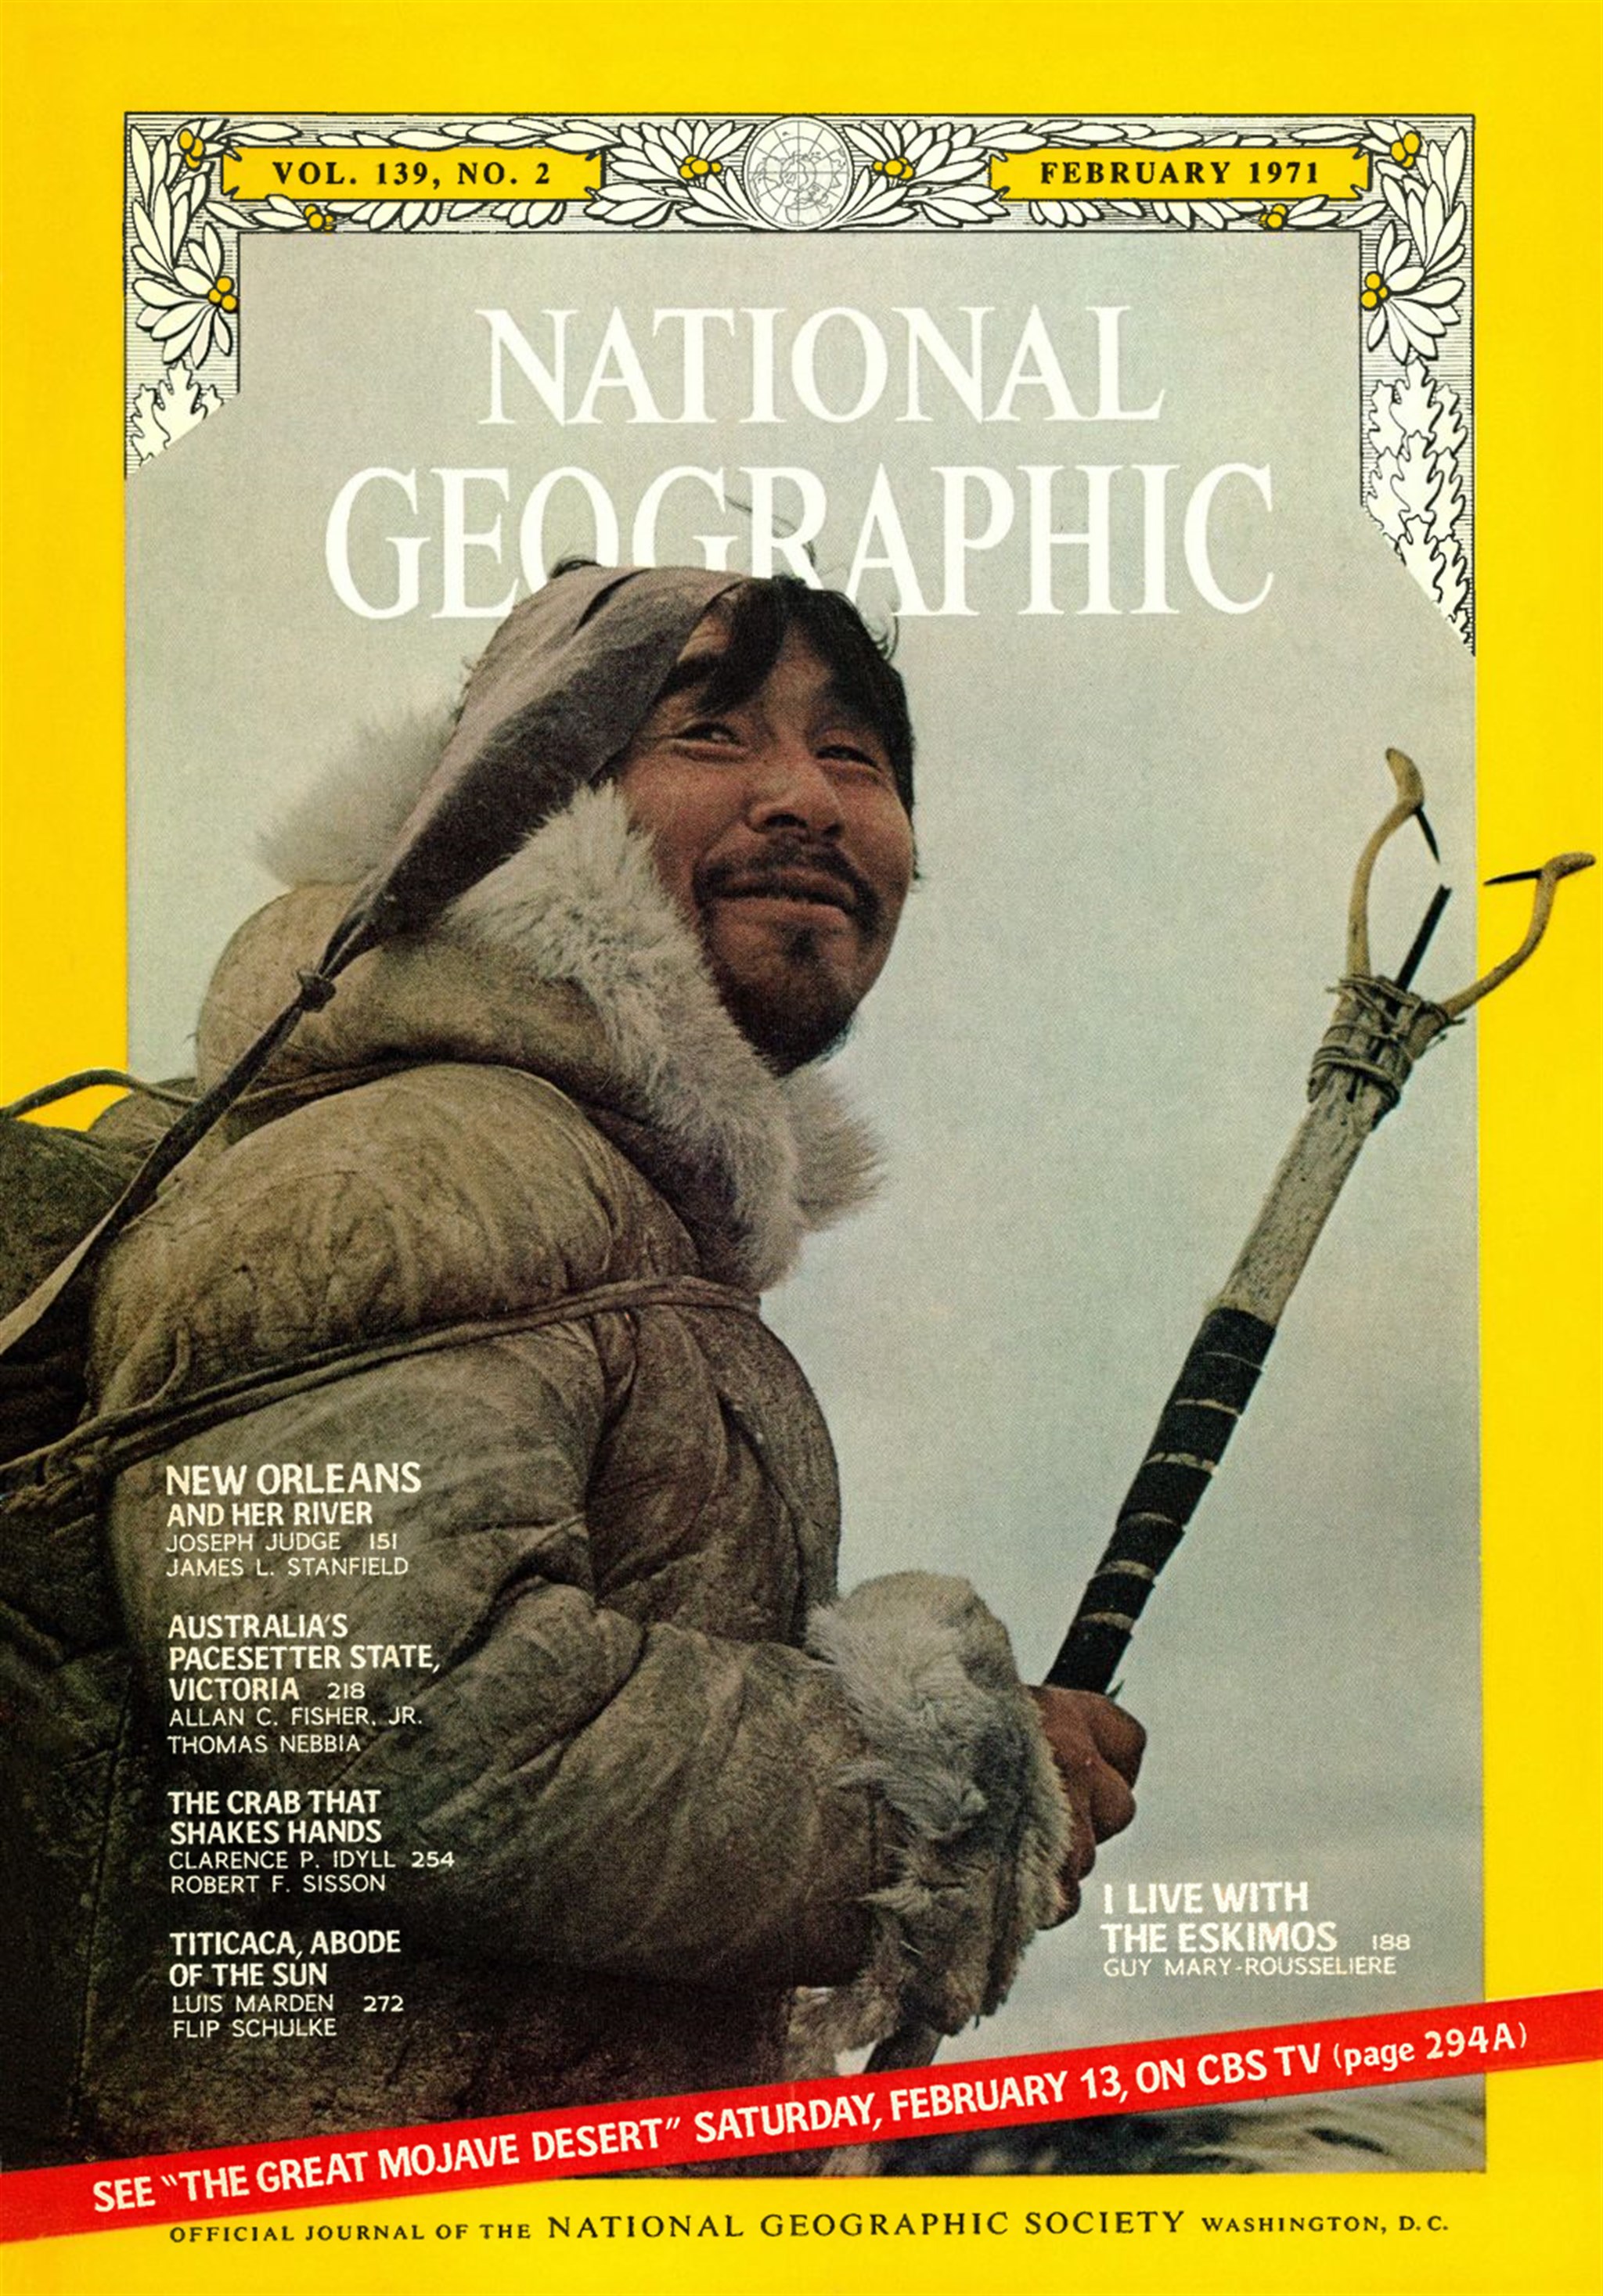 VOL. 139, NO. 2
FEBRUARY 1971
NATIONAL
GEOGRAPHIC
NEW ORLEANS
AND HER RIVER
JOSEPH JUDGE 151
JAMES L. STANFIELD
AUSTRALIA'S
PACESETTER STATE,
VICTORIA 218
ALLAN C. FISHER, JR.
THOMAS NEBBIA
THE CRAB THAT
SHAKES HANDS
CLARENCE P. IDYLL 254
ROBERT F. SISSON
TITICACA, ABODE
OF THE SUN
LUIS MARDEN 272
FLIP SCHULKE
I LIVE WITH
THE ESKIMOS 188
GUY MARY-ROUSSELIERE
SEE "THE GREAT MOJAVE DESERT" SATURDAY, FEBRUARY 13, ON CBS TV (page 294A)
OFFICIAL JOURNAL OF THE NATIONAL GEOGRAPHIC SOCIETY WASHINGTON, D.C.